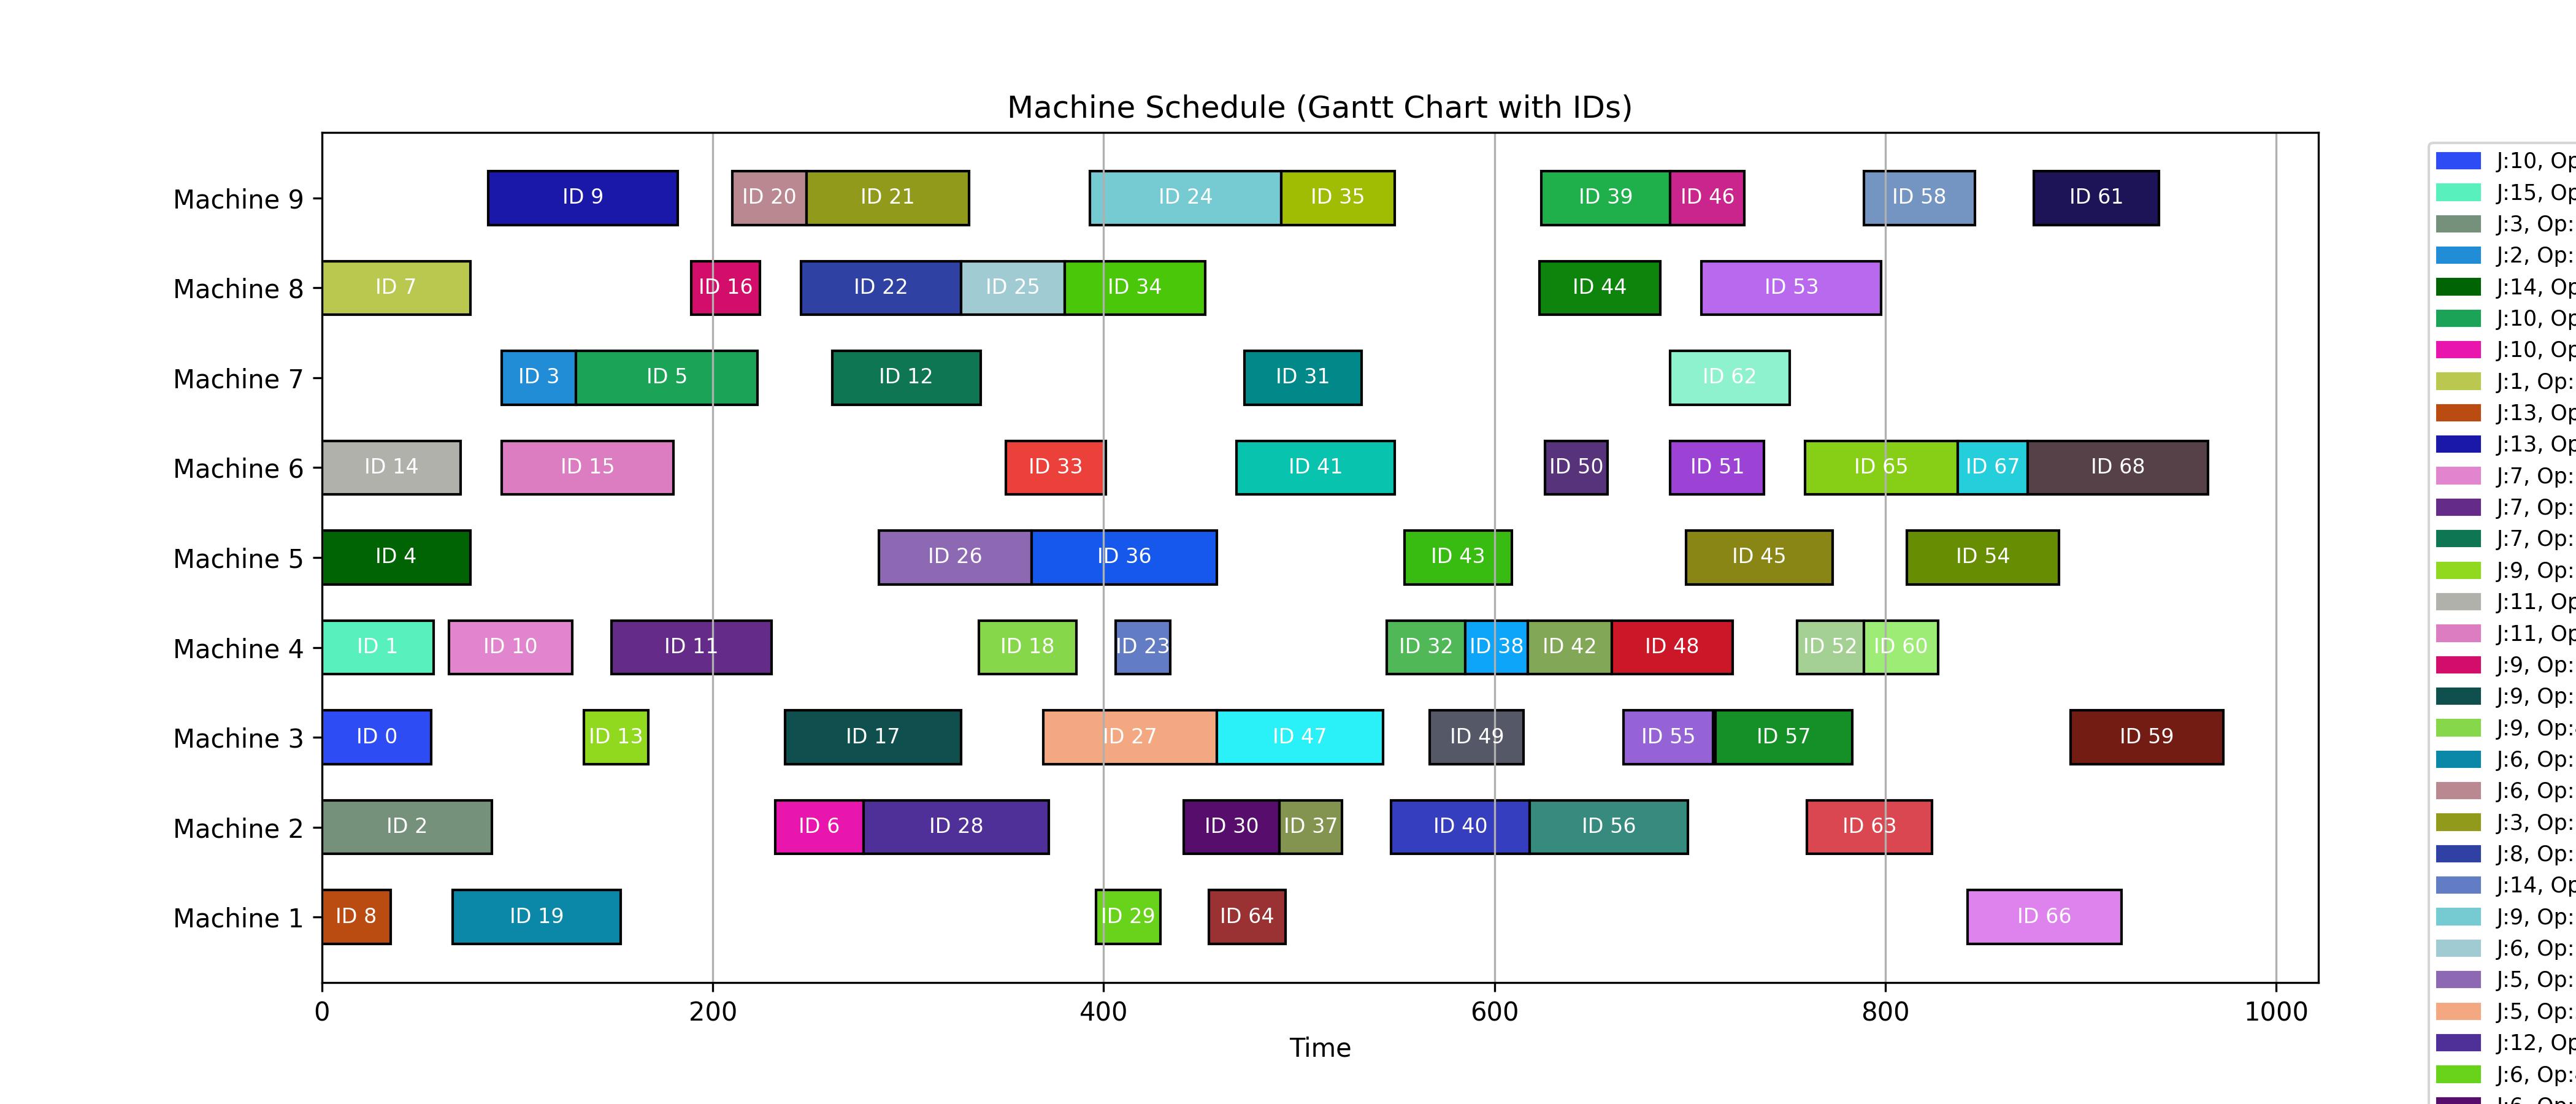 Machine Schedule (Gantt Chart with IDs)
Machine 9
ID 9
ID 20
ID 21
ID 24
ID 35
ID 39
ID 46
ID 58
ID 61
Machine 8
ID 7
ID 16
ID 22
ID 25
ID 34
ID 44
ID 53
Machine 7
ID 3
ID 5
ID 12
ID 31
ID 62
Machine 6
ID 14
ID 15
ID 33
ID 41
ID 50
ID 51
ID 65
ID 67
ID 68
Machine 5
ID 4
ID 26
ID 36
ID 43
ID 45
ID 54
Machine 4
ID 1
ID 10
ID 11
ID 18
ID 23
ID 32
ID 38
ID 42
ID 48
ID 52
ID 60
Machine 3
ID 0
ID 13
ID 17
ID 27
ID 47
ID 49
ID 55
ID 57
ID 59
Machine 2
ID 2
ID 6
ID 28
ID 30
ID 37
ID 40
ID 56
ID 63
Machine 1
ID 8
ID 19
ID 29
ID 64
ID 66
0
200
400
600
800
1000
Time
J:10, Op
J:15, Op
J:3, Op:
J:2, Op:
J:14, Op
J:10, Op
J:10, Op
J:1, Op:
J:13, Op
J:13, Op
J:7, Op:
J:7, Op:
J:7, Op:
J:9, Op:
J:11, Op
J:11, Op
J:9, Op:
J:9, Op:
J:9, Op:
J:6, Op:
J:6, Op:
J:3, Op:
J:8, Op:
J:14, Op
J:9, Op:
J:6, Op:
J:5, Op:
J:5, Op:
J:12, Op
J:6, Op: